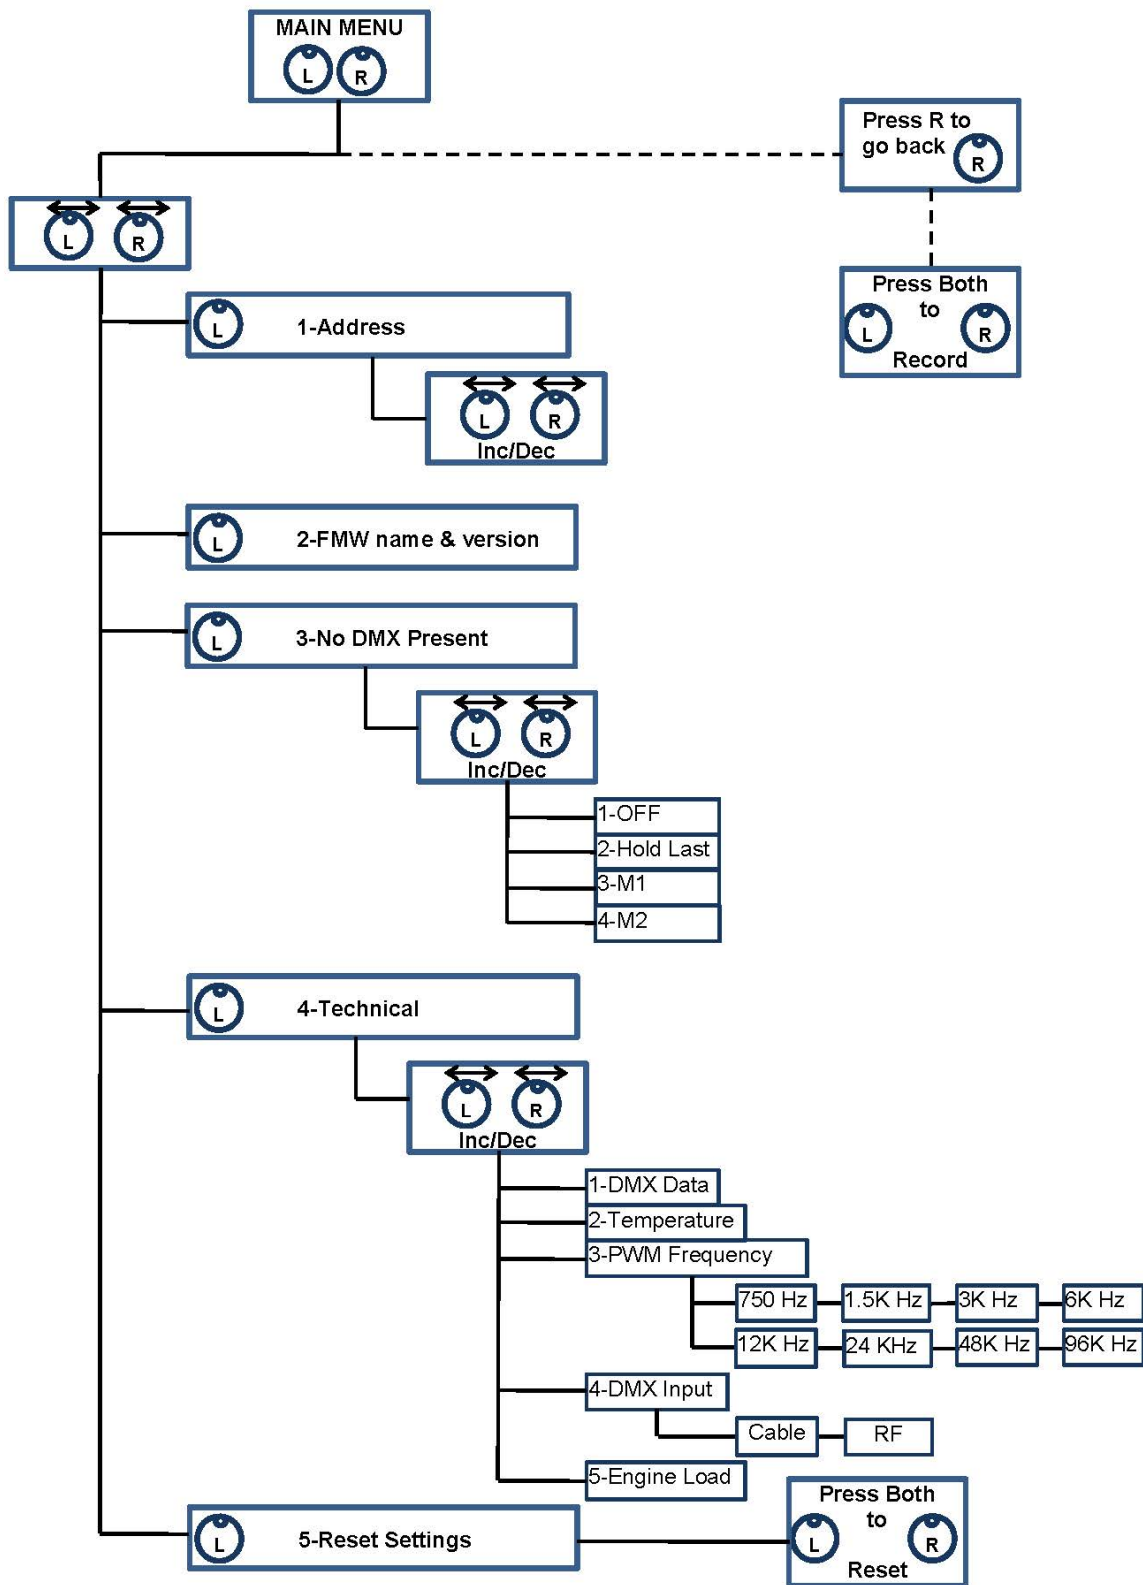 MAIN MENU
L R
Press R to
go back
R
L R
Press Both
to
L R
Record
L 1-Address
L R
Inc/Dec
L 2-FMW name & version
L 3-No DMX Present
L R
Inc/Dec
1-OFF
2-Hold Last
3-M1
4-M2
L 4-Technical
L R
Inc/Dec
1-DMX Data
2-Temperature
3-PWM Frequency
750 Hz 1.5K Hz 3K Hz 6K Hz
12K Hz 24 KHz 48K Hz 96K Hz
4-DMX Input
Cable RF
5-Engine Load
L 5-Reset Settings
Press Both
to
L R
Reset